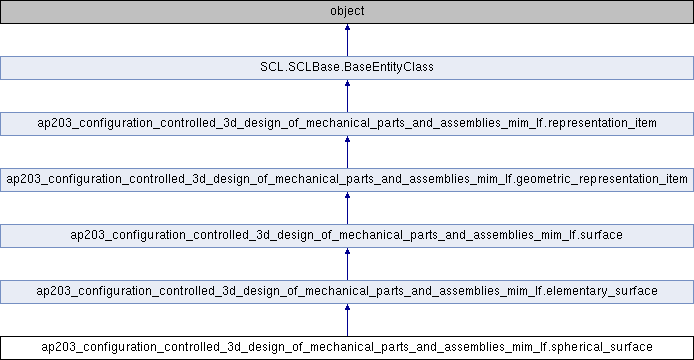 object
SCL.SCLBase.BaseEntityClass
ap203_configuration_controlled_3d_design_of_mechanical_parts_and_assemblies_mim_lf.representation_item
ap203_configuration_controlled_3d_design_of_mechanical_parts_and_assemblies_mim_lf.geometric_representation_item
ap203_configuration_controlled_3d_design_of_mechanical_parts_and_assemblies_mim_lf.surface
ap203_configuration_controlled_3d_design_of_mechanical_parts_and_assemblies_mim_lf.elementary_surface
ap203_configuration_controlled_3d_design_of_mechanical_parts_and_assemblies_mim_lf.spherical_surface